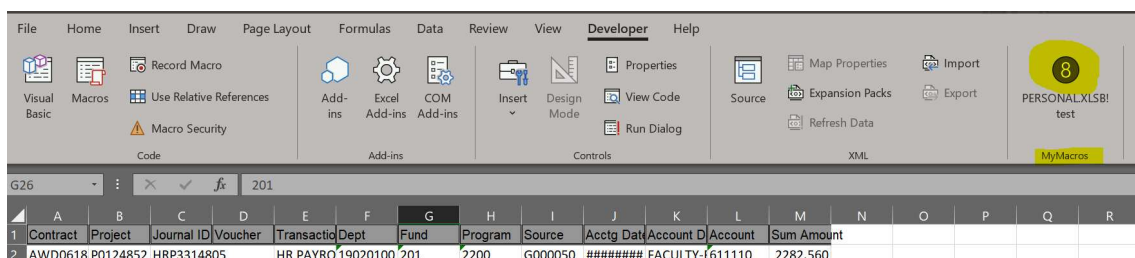 File Home Insert Draw Page Layout Formulas Data Review View Developer Help
Visual Basic
Macros
Record Macro
Use Relative References
Macro Security
Code
Add-ins
Excel Add-ins
COM Add-ins
Add-ins
Insert
Design Mode
Properties
View Code
Run Dialog
Controls
Source
Map Properties
Expansion Packs
Refresh Data
Import
Export
XML
8
PERSONAL.XLSB!
test
MyMacros
G26 fx 201
A B C D E F G H I J K L M N O P Q R
1 Contract Project Journal ID Voucher Transactio Dept Fund Program Source Acctg Date Account D Account Sum Amount
2 AWD0618 P0124852 HRP3314805 HR PAYRO 19020100 201 2200 G000050 ######## FACULTY-F 611110 2282.560